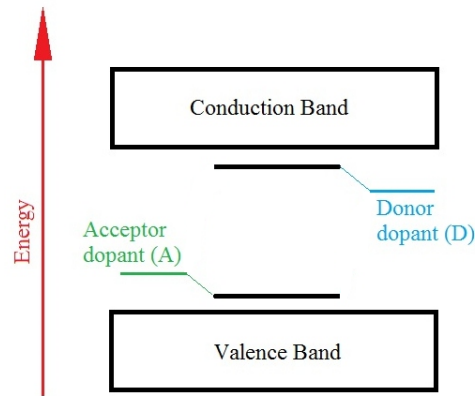 Energy
Conduction Band
Donor
dopant (D)
Acceptor
dopant (A)
Valence Band